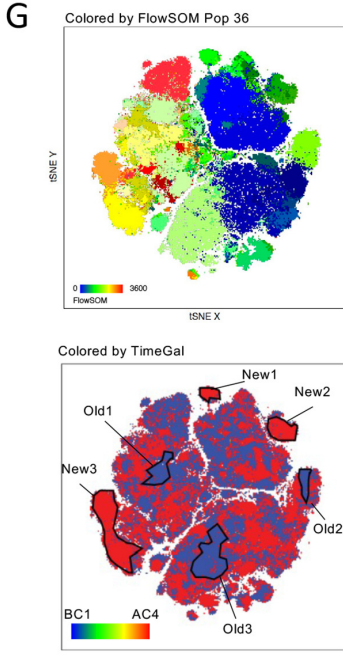 G
Colored by FlowSOM Pop 36
tSNE Y
0 3600
FlowSOM
tSNE X
Colored by TimeGal
New1
New2
Old1
New3
Old2
BC1 AC4
Old3